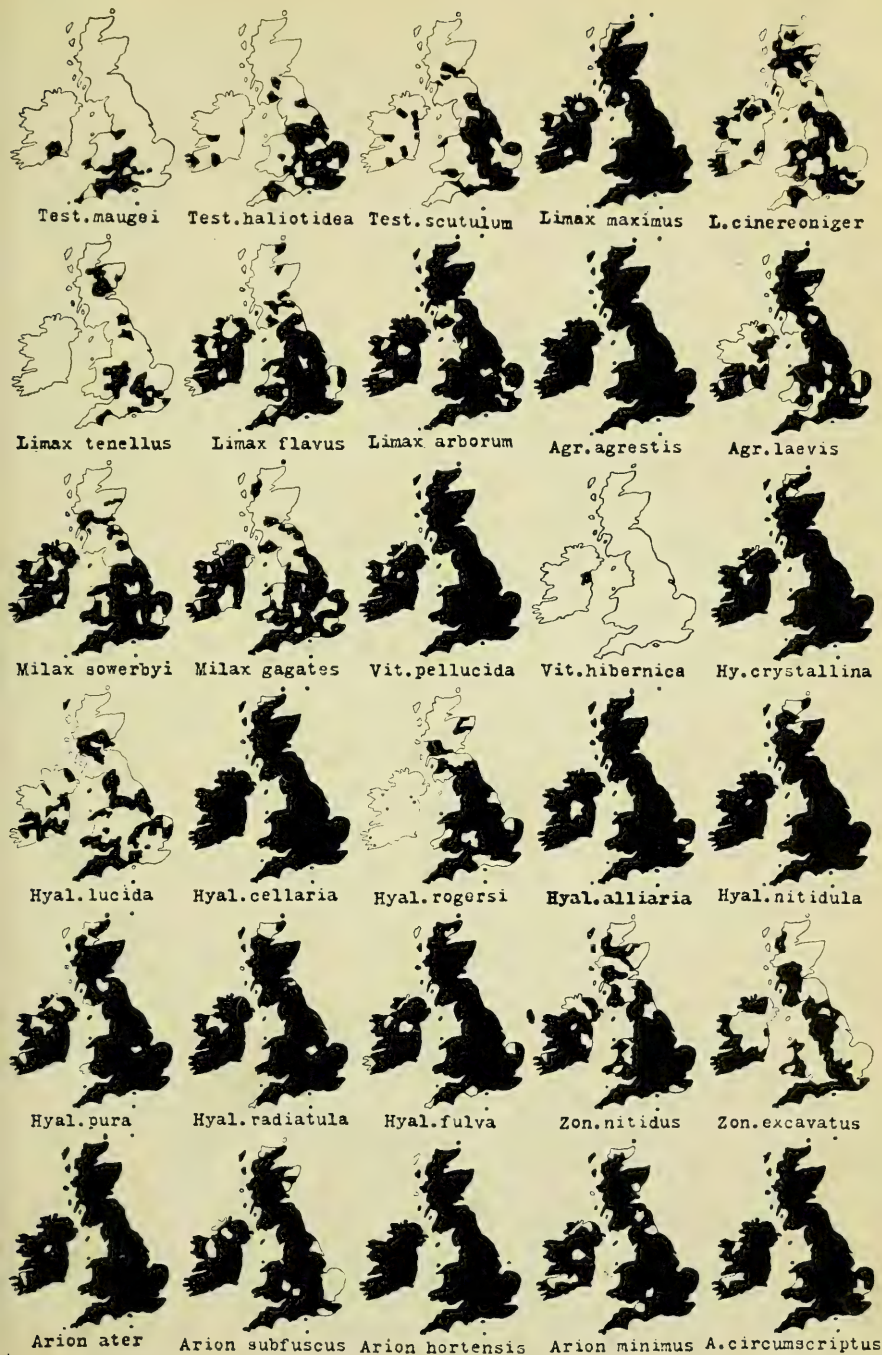 Test.maugei Test.haliotidea Test.scutulum Limax maximus L.cinereoniger
Limax tenellus Limax flavus Limax arborum Agr.agrestis Agr.laevis
Milax sowerbyi Milax gagates Vit.pellucida Vit.hibernica Hy.crystallina
Hyal.lucida Hyal.cellaria Hyal.rogersi Hyal.alliaria Hyal.nitidula
Hyal.pura Hyal.radiatula Hyal.fulva Zon.nitidus Zon.excavatus
Arion ater Arion subfuscus Arion hortensis Arion minimus A.circumscriptus